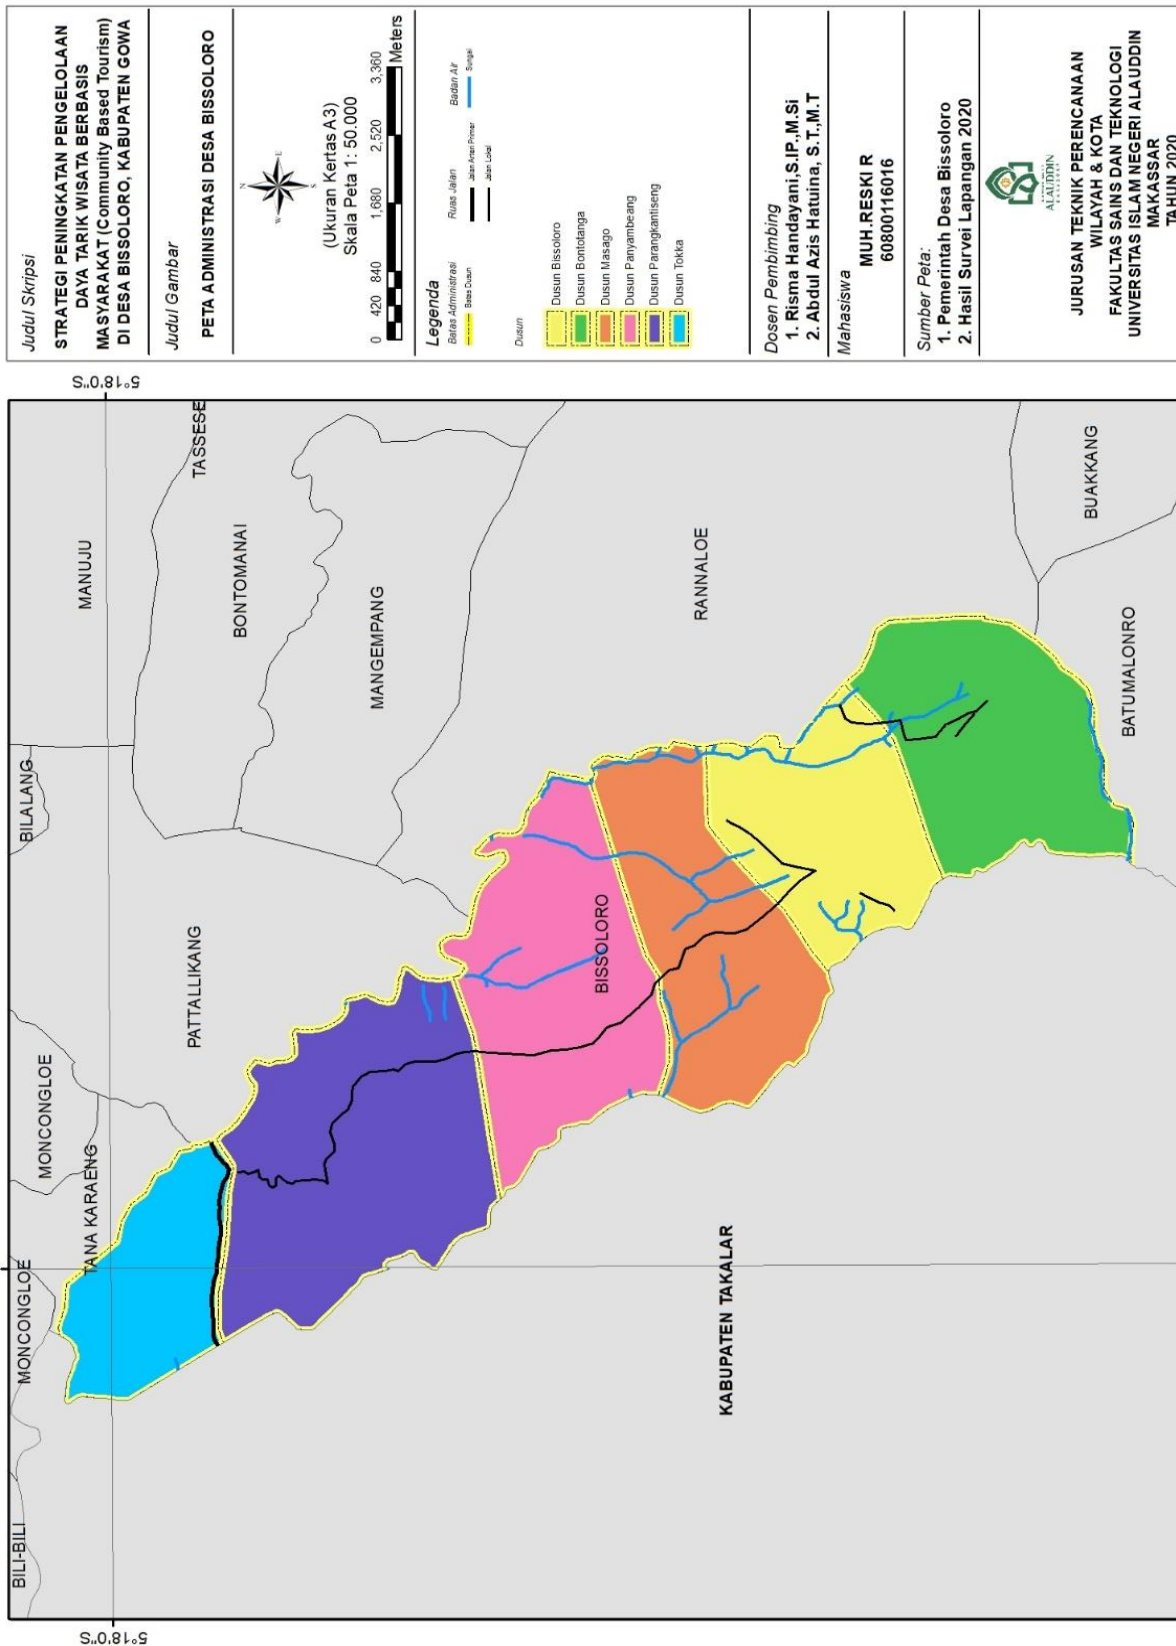 Judul Skripsi
STRATEGI PENINGKATAN PENGELOLAAN
DAYA TARIK WISATA BERBASIS
MASYARAKAT (Community Based Tourism)
DI DESA BISSOLORO, KABUPATEN GOWA
Judul Gambar
PETA ADMINISTRASI DESA BISSOLORO
N
W
E
S
(Ukuran Kertas A3)
Skala Peta 1: 50.000
0 420 840 1,680 2,520 3,360
Meters
Legenda
Batas Administrasi
Batas Dusun
Ruas Jalan
Jalan Arteri Primer
Jalan Lokal
Badan Air
Sungai
Dusun
Dusun Bissoloro
Dusun Bontotanga
Dusun Masago
Dusun Panyambeang
Dusun Parangkantiseng
Dusun Tokka
Dosen Pembimbing
1. Risma Handayani,S.IP.,M.Si
2. Abdul Azis Hatuina, S.T.,M.T
Mahasiswa
MUH.RESKI R
60800116016
Sumber Peta:
1. Pemerintah Desa Bissoloro
2. Hasil Survei Lapangan 2020
ALAUDDIN
JURUSAN TEKNIK PERENCANAAN
WILAYAH & KOTA
FAKULTAS SAINS DAN TEKNOLOGI
UNIVERSITAS ISLAM NEGERI ALAUDDIN
MAKASSAR
TAHUN 2020
5°18'0"S
5°18'0"S
BILI-BILI
MONCONGLOE
TANA KARAENG
MONCONGLOE
PATTALLIKANG
BILALANG
MANUJU
BONTOMANAI
TASSESE
MANGEMPANG
BISSOLORO
RANNALOE
KABUPATEN TAKALAR
BATUMALONRO
BUAKKANG